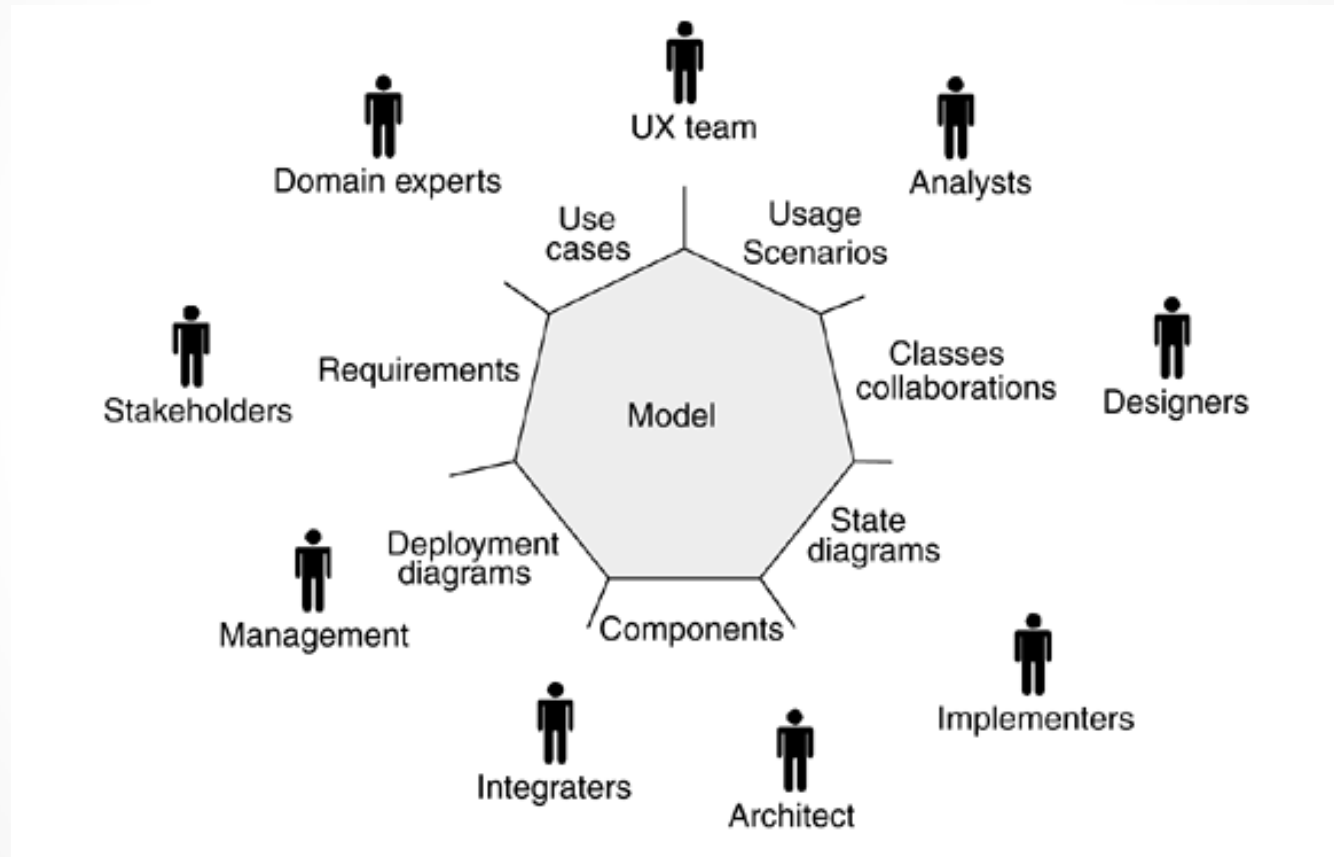 UX team
Domain experts
Analysts
Use
cases
Usage
Scenarios
Stakeholders
Requirements
Model
Classes
collaborations
Designers
Deployment
diagrams
State
diagrams
Management
Components
Implementers
Integraters
Architect